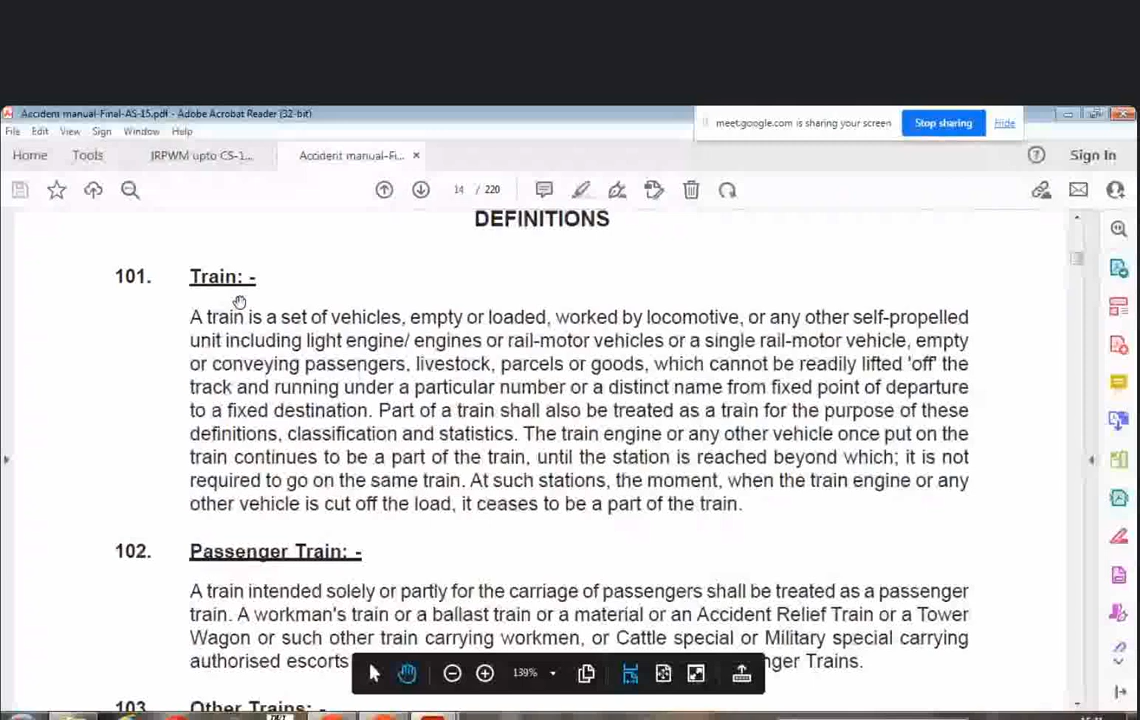 Accident manual-Final-AS-15.pdf - Adobe Acrobat Reader (32-bit)
meet.google.com is sharing your screen Stop sharing Hide
File Edit View Sign Window Help
Home Tools IRPWM upto CS-1... Accident manual-Fi... × Sign In
14 / 220
DEFINITIONS
101. Train: -
A train is a set of vehicles, empty or loaded, worked by locomotive, or any other self-propelled
unit including light engine/ engines or rail-motor vehicles or a single rail-motor vehicle, empty
or conveying passengers, livestock, parcels or goods, which cannot be readily lifted 'off' the
track and running under a particular number or a distinct name from fixed point of departure
to a fixed destination. Part of a train shall also be treated as a train for the purpose of these
definitions, classification and statistics. The train engine or any other vehicle once put on the
train continues to be a part of the train, until the station is reached beyond which; it is not
required to go on the same train. At such stations, the moment, when the train engine or any
other vehicle is cut off the load, it ceases to be a part of the train.
102. Passenger Train: -
A train intended solely or partly for the carriage of passengers shall be treated as a passenger
train. A workman's train or a ballast train or a material or an Accident Relief Train or a Tower
Wagon or such other train carrying workmen, or Cattle special or Military special carrying
authorised escorts nger Trains.
139%
103. Other Trains: -